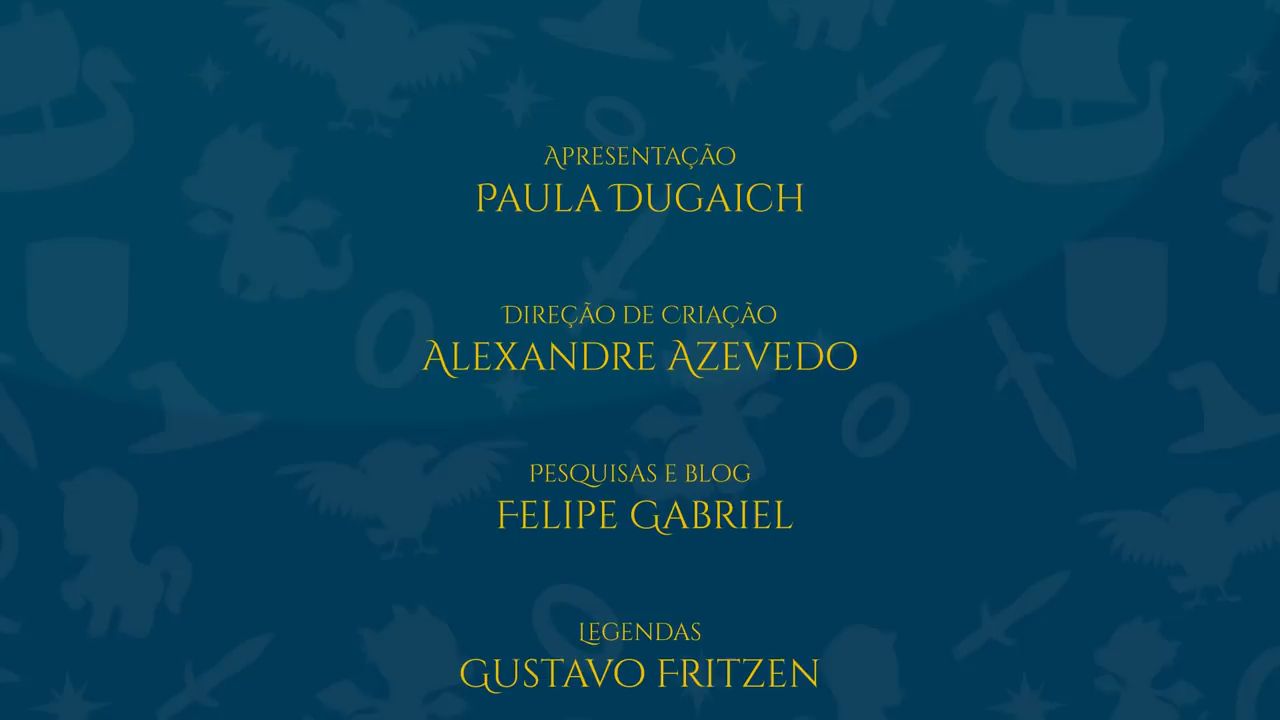 Apresentação
Paula Dugaich
Direção de Criação
Alexandre Azevedo
Pesquisas e blog
Felipe Gabriel
Legendas
Gustavo Fritzen